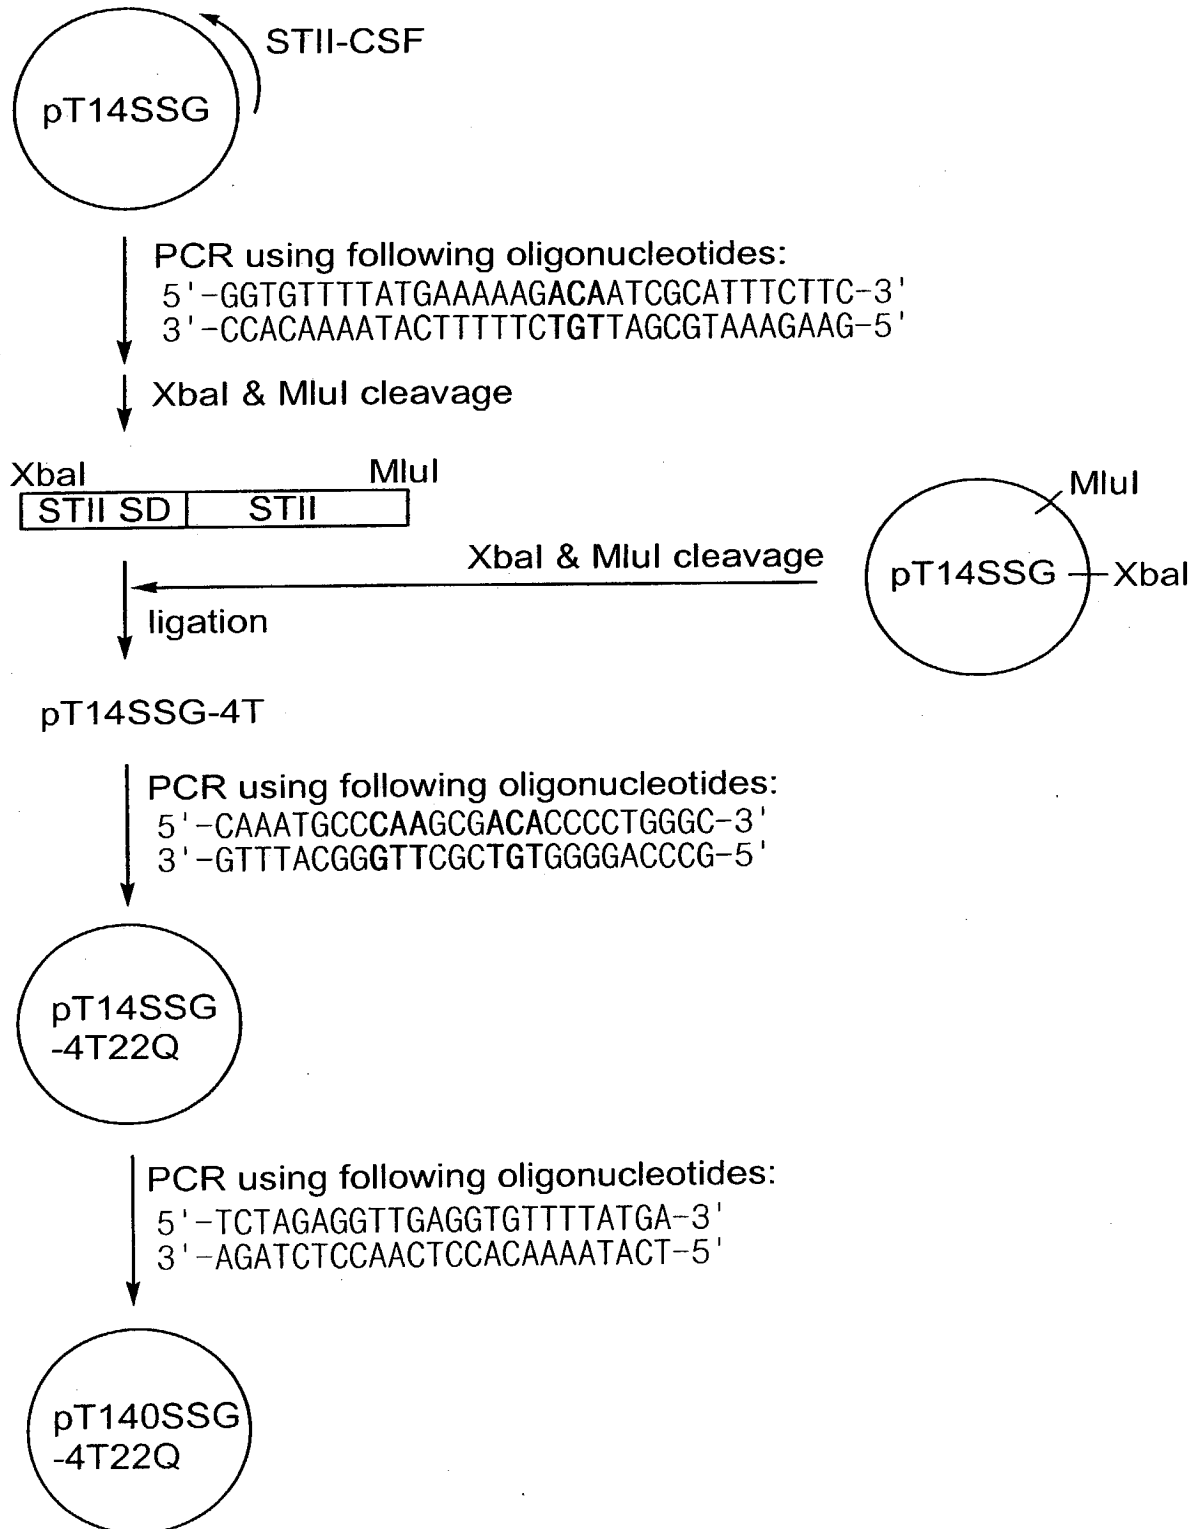 STII-CSF
pT14SSG
PCR using following oligonucleotides:
5'-GGTGTTTTATGAAAAAGACAATCGCATTTCTTC-3'
3'-CCACAAAATACTTTTTCTGTTAGCGTAAAGAAG-5'
XbaI & MluI cleavage
XbaI
MluI
STII SD
STII
MluI
XbaI & MluI cleavage
pT14SSG
XbaI
ligation
pT14SSG-4T
PCR using following oligonucleotides:
5'-CAAATGCCCAAGCGACACCCCTGGGC-3'
3'-GTTTACGGGTTCGCTGTGGGGACCCG-5'
pT14SSG
-4T22Q
PCR using following oligonucleotides:
5'-TCTAGAGGTTGAGGTGTTTTATGA-3'
3'-AGATCTCCAACTCCACAAAATACT-5'
pT140SSG
-4T22Q